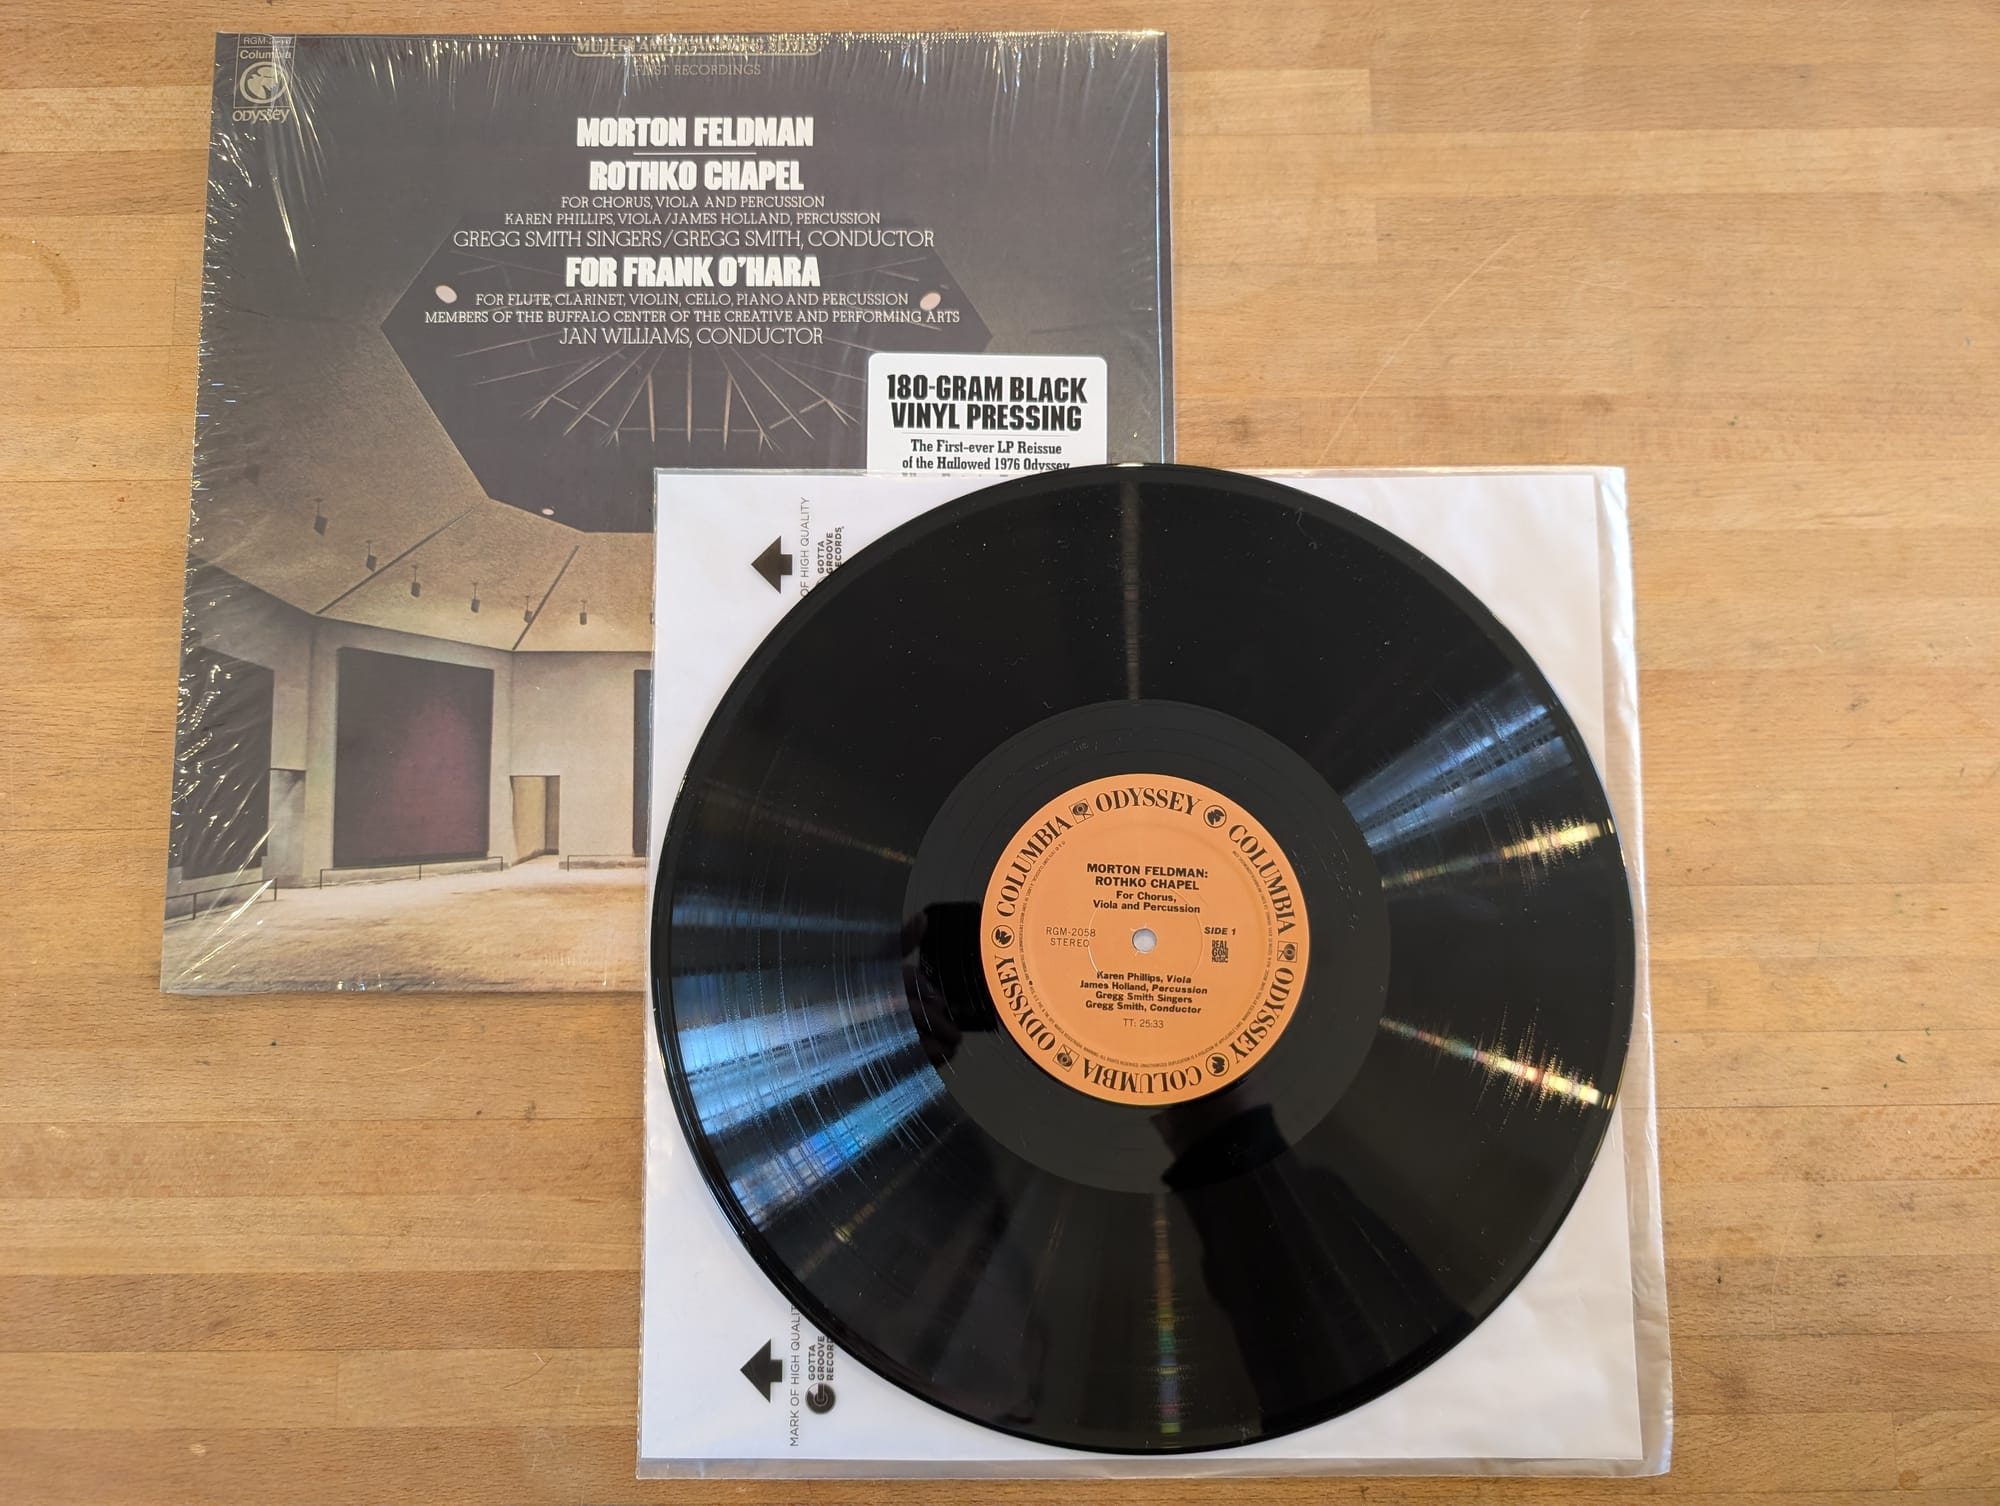 Columbia
Odyssey
FIRST RECORDINGS
MORTON FELDMAN
ROTHKO CHAPEL
FOR CHORUS, VIOLA AND PERCUSSION
KAREN PHILLIPS, VIOLA/JAMES HOLLAND, PERCUSSION
GREGG SMITH SINGERS/GREGG SMITH, CONDUCTOR
FOR FRANK O'HARA
FOR FLUTE, CLARINET, VIOLIN, CELLO, PIANO AND PERCUSSION
MEMBERS OF THE BUFFALO CENTER OF THE CREATIVE AND PERFORMING ARTS
JAN WILLIAMS, CONDUCTOR
180-GRAM BLACK
VINYL PRESSING
The First-ever LP Reissue
of the Hallowed 1976 Odyssey
OF HIGH QUALITY
GOTTA
GROOVE
RECORDS
COLUMBIA ODYSSEY COLUMBIA ODYSSEY COLUMBIA ODYSSEY
MORTON FELDMAN:
ROTHKO CHAPEL
For Chorus,
Viola and Percussion
RGM-2058
STEREO
SIDE 1
REAL
GONE
MUSIC
Karen Phillips, Viola
James Holland, Percussion
Gregg Smith Singers
Gregg Smith, Conductor
TT: 25:33
MARK OF HIGH QUALIT
GOTTA
GROOVE
RECOR